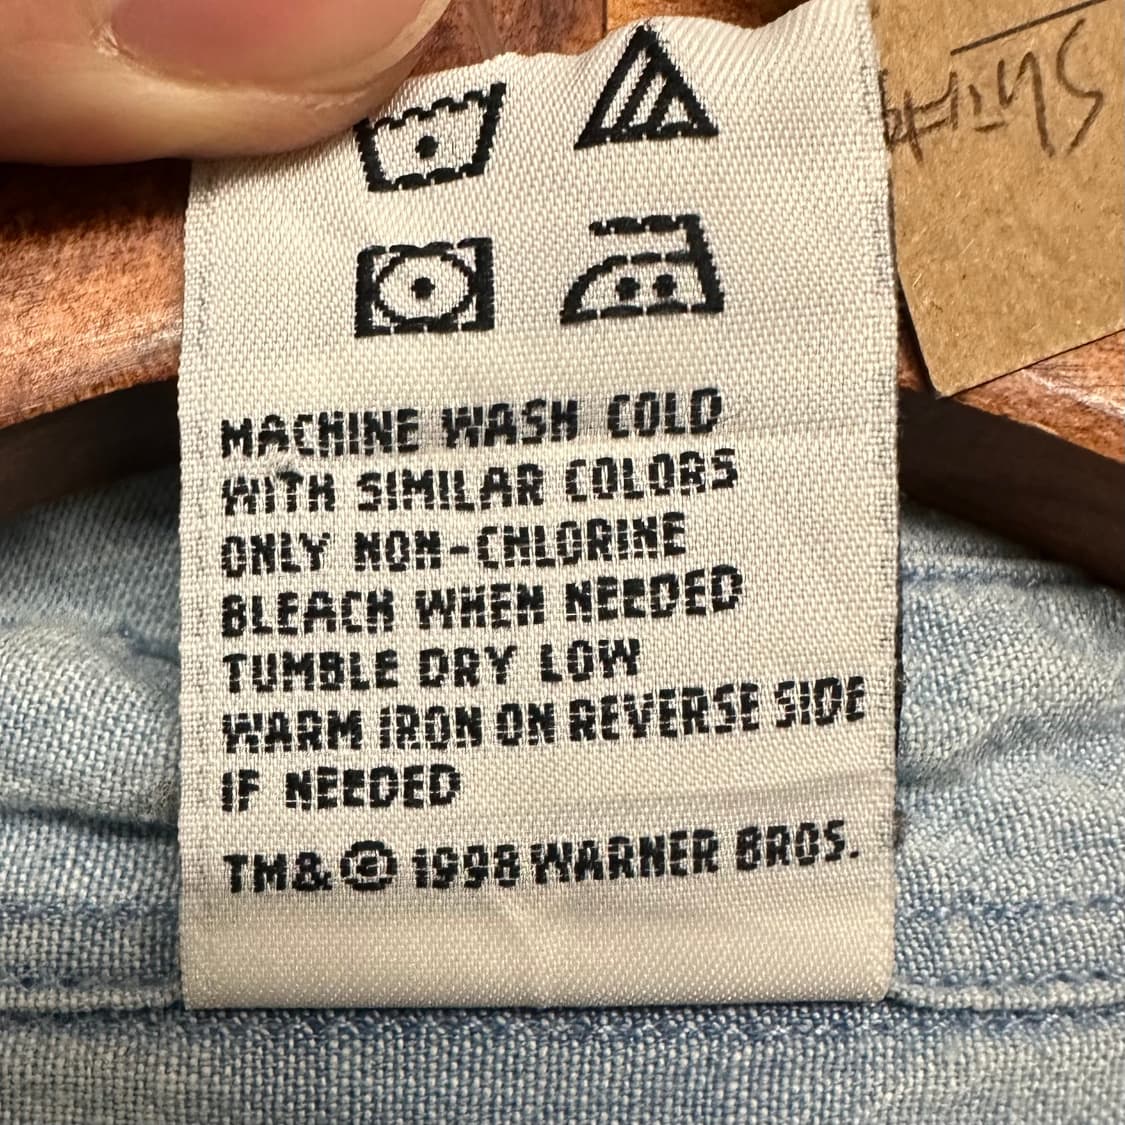 MACHINE WASH COLD
WITH SIMILAR COLORS
ONLY NON-CHLORINE
BLEACH WHEN NEEDED
TUMBLE DRY LOW
WARM IRON ON REVERSE SIDE
IF NEEDED
TM&© 1998 WARNER BROS.